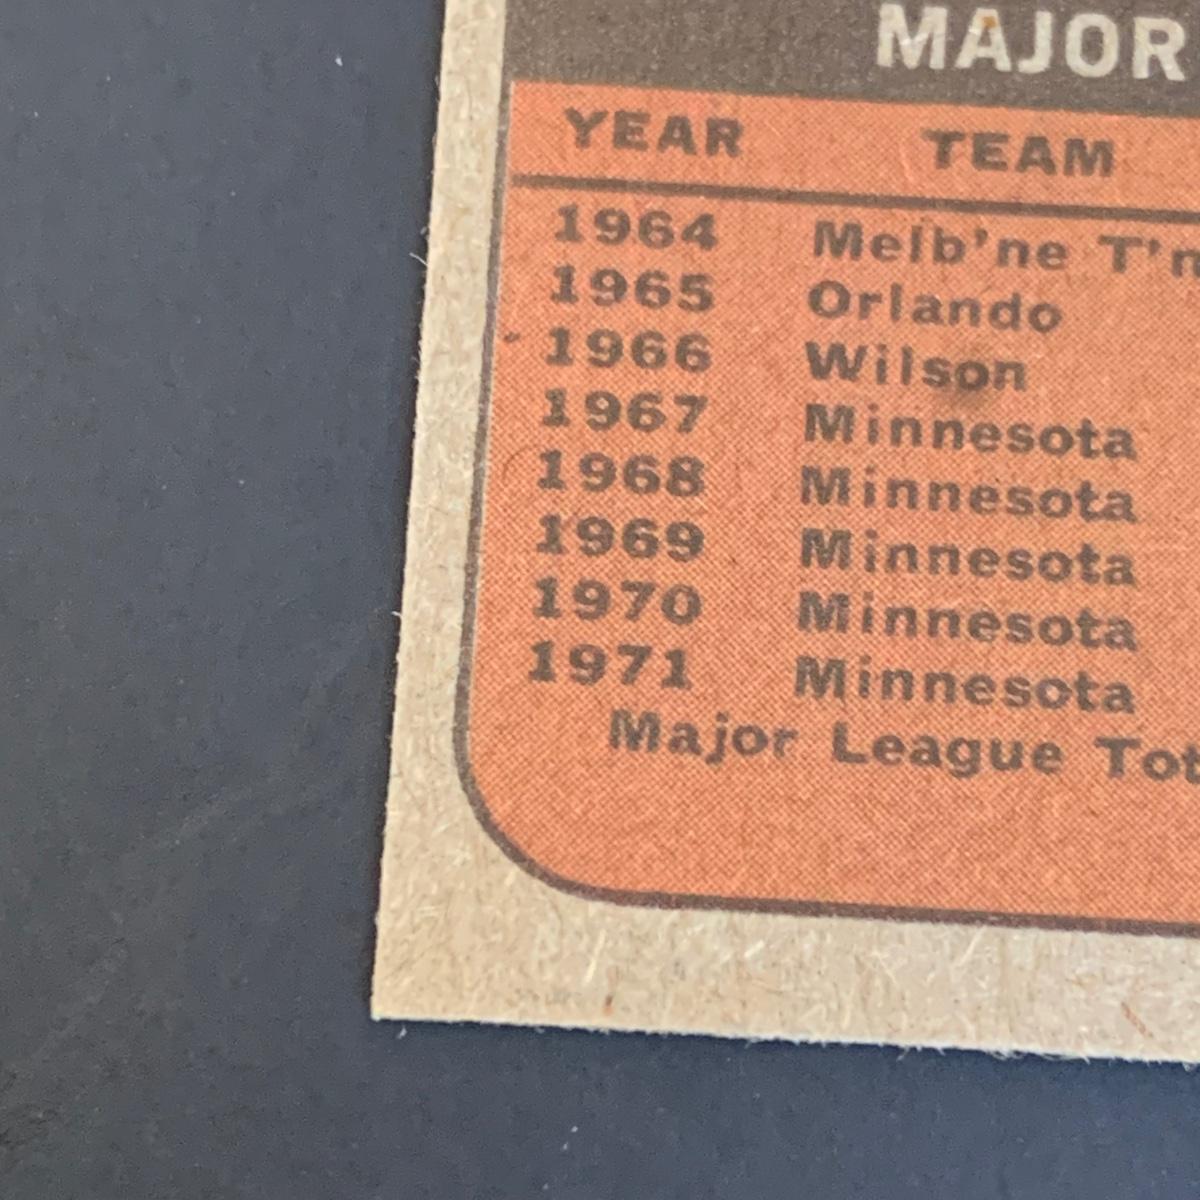 MAJOR
YEAR TEAM
1964 Melb'ne T'
1965 Orlando
1966 Wilson
1967 Minnesota
1968 Minnesota
1969 Minnesota
1970 Minnesota
1971 Minnesota
Major League Tot